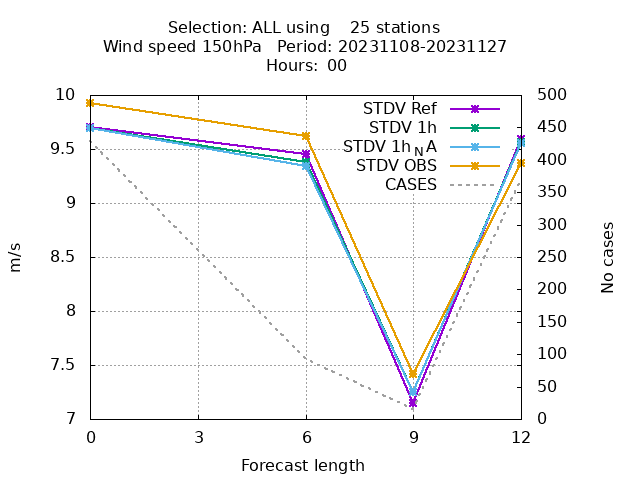 Selection: ALL using    25 stations
Wind speed 150hPa   Period: 20231108-20231127
Hours: 00
STDV Ref
STDV 1h
STDV 1h_N A
STDV OBS
CASES
10
9.5
9
8.5
8
7.5
7
500
450
400
350
300
250
200
150
100
50
0
0 3 6 9 12
m/s
No cases
Forecast length